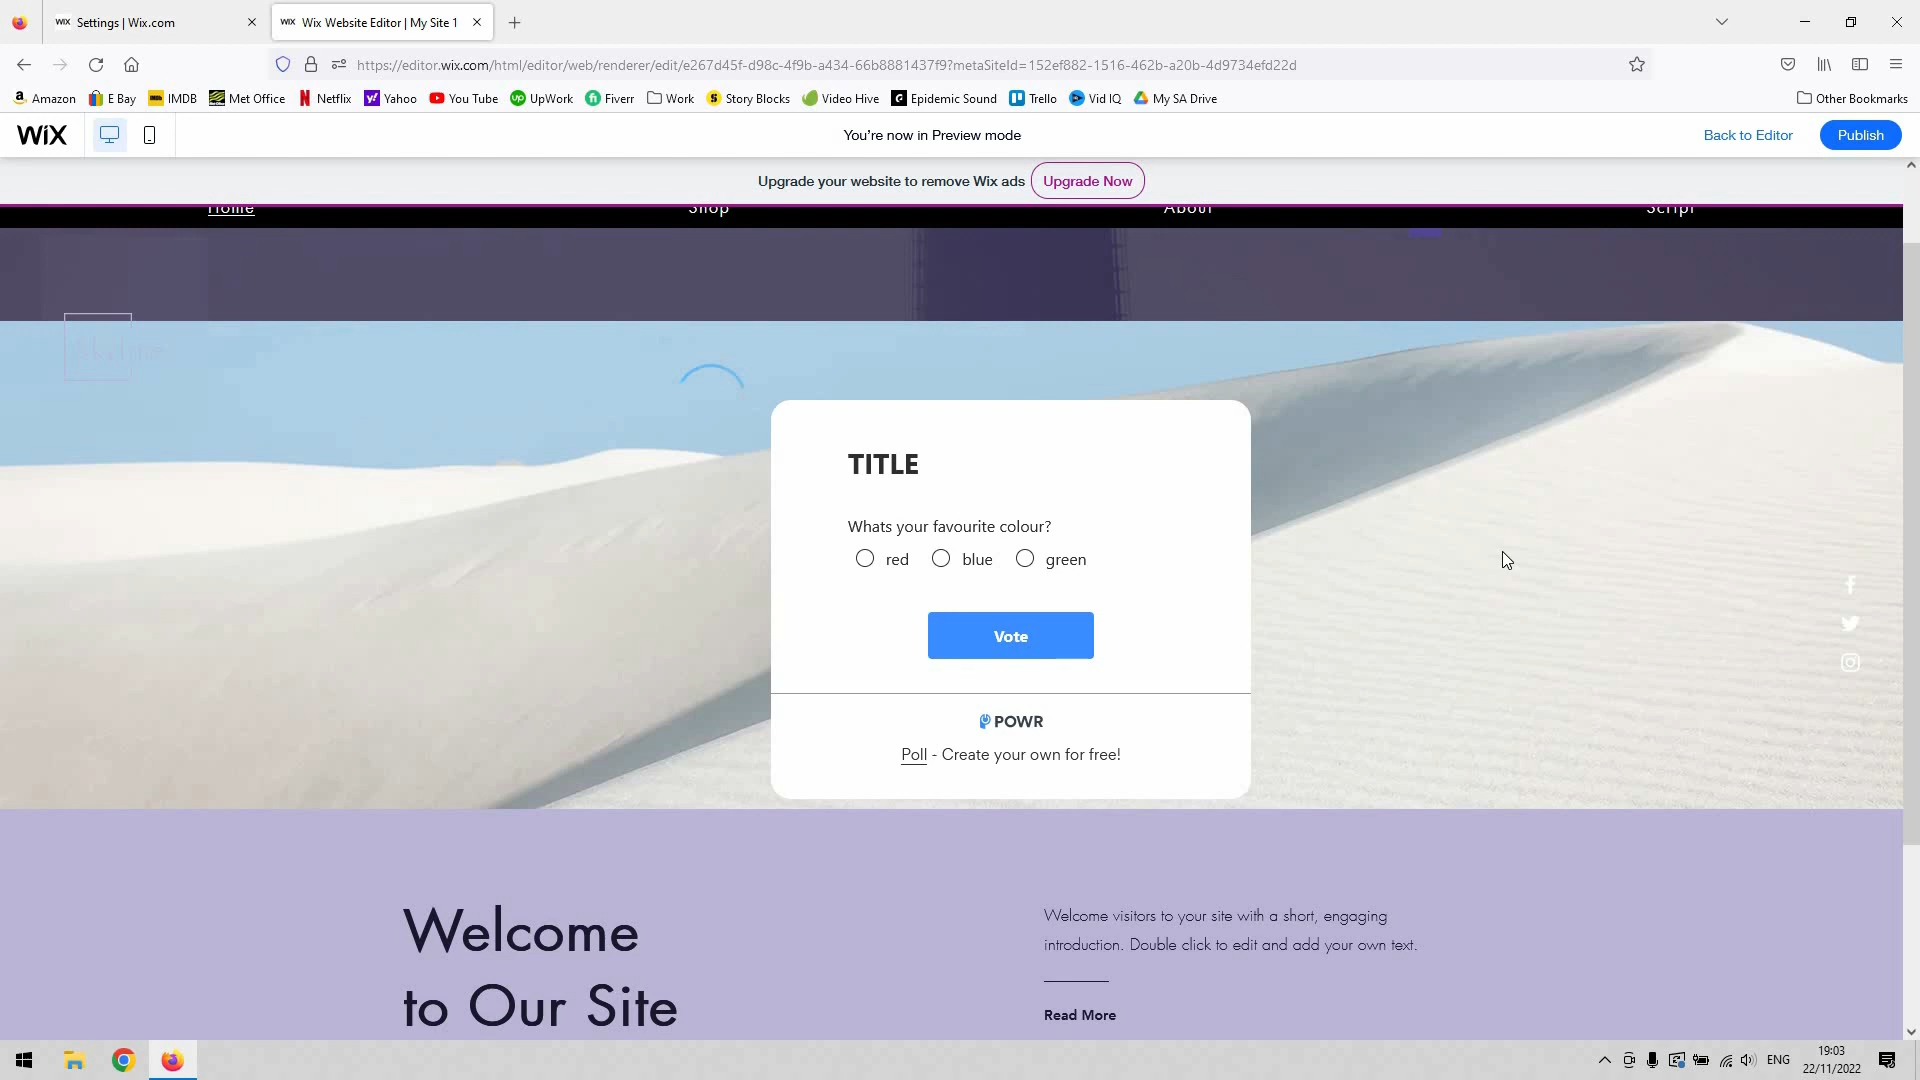 Settings | Wix.com
WIX Wix Website Editor | My Site 1
https://editor.wix.com/html/editor/web/renderer/edit/e267d45f-d98c-4f9b-a434-66b8881437f9?metaSiteId=152ef882-1516-462b-a20b-4d9734efd22d
Amazon E Bay IMDB Met Office Netflix Yahoo You Tube UpWork Fiverr Work Story Blocks Video Hive Epidemic Sound Trello Vid IQ My SA Drive Other Bookmarks
WiX You're now in Preview mode Back to Editor Publish
Upgrade your website to remove Wix ads Upgrade Now
Home Shop About Script
Skyline
TITLE
Whats your favourite colour?
red blue green
Vote
POWR
Poll - Create your own for free!
Welcome
to Our Site
Welcome visitors to your site with a short, engaging
introduction. Double click to edit and add your own text.
Read More
ENG 19:03
22/11/2022